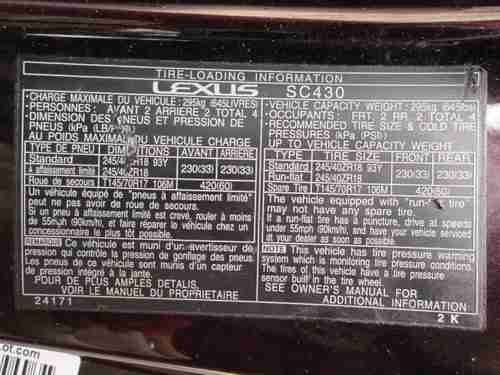 TIRE-LOADING INFORMATION
LEXUS SC430
•CHARGE MAXIMALE DU VÉHICULE: 295kg (645LIVRES)
•PERSONNES: AVANT 2 ARRIERE 2 TOTAL 4
•DIMENSION DES PNEUS ET PRESSION DE
PNEUS kPa (LB/
AU POIDS MAXIMAL DU VÉHICULE CHARGÉ
TYPE DE PNEU DIMENSION AVANT ARRIÈRE
Standard 245/40ZR18 93Y 230(33) 230(33)
À affaissement limité 245/40ZR18
Roue de secours T145/70R17 106M 420(60)
Un véhicule équipé de "pneus à affaissement limité"
peut ne pas avoir de roue de secours.
Si un pneu à affaissement limité est crevé, rouler à moins
de 55m/h (90km/h), et faire réparer le véhicule chez un
concessionnaire le plus tôt possible.
REMARQUE Ce véhicule est muni d'un avertisseur de
pression qui contrôle la pression de gonflage des pneus.
Les pneus de ce véhicule sont munis d'un capteur
de pression intégré à la jante.
POUR PLUS AMPLES DETAILS,
VOIR LE MANUEL DU PROPRIETAIRE
24171
•VEHICLE CAPACITY WEIGHT: 295kg (645lbs)
•OCCUPANTS: FRT. 2 RR. 2 TOTAL 4
•RECOMMENDED TIRE SIZE & COLD TIRE
PRESSURES kPa (PSI)
UP TO VEHICLE CAPACITY WEIGHT
TYPE TIRE SIZE FRONT REAR
Standard 245/40ZR18 93Y 230(33) 230(33)
Run-flat 245/40ZR18
Spare Tire T145/70R17 106M 420(60)
A vehicle equipped with "run-flat" tire
may not have any spare tire.
If a run-flat tire has a puncture, drive at speeds
under 55mph (90km/h), and have your vehicle serviced
at your dealer as soon as possible.
NOTE This vehicle has tire pressure warning
system which is monitoring tire pressure conditions.
The tires of this vehicle have a tire pressure
sensor built in the tire wheel.
SEE OWNER'S MANUAL FOR
ADDITIONAL INFORMATION
2 K
ot.com